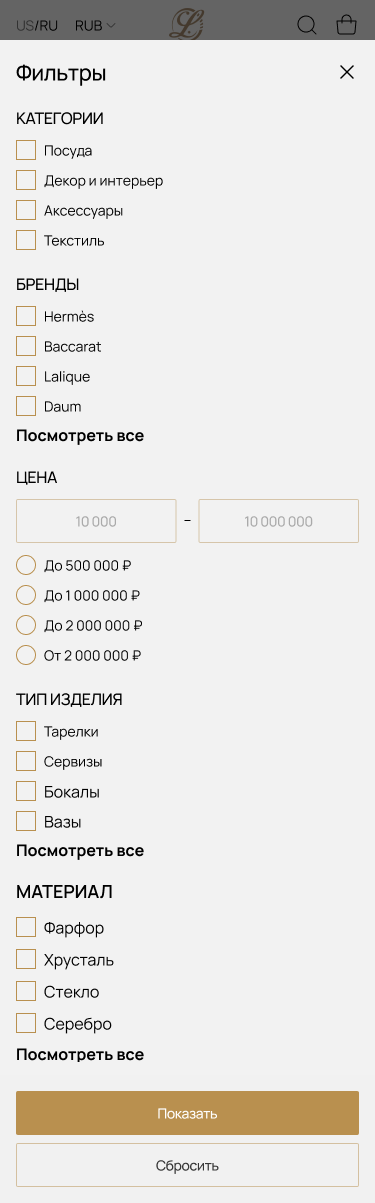 US/RU RUB
Фильтры
КАТЕГОРИИ
Посуда
Декор и интерьер
Аксессуары
Текстиль
БРЕНДЫ
Hermès
Baccarat
Lalique
Daum
Посмотреть все
ЦЕНА
10 000 – 10 000 000
До 500 000 ₽
До 1 000 000 ₽
До 2 000 000 ₽
От 2 000 000 ₽
ТИП ИЗДЕЛИЯ
Тарелки
Сервизы
Бокалы
Вазы
Посмотреть все
МАТЕРИАЛ
Фарфор
Хрусталь
Стекло
Серебро
Посмотреть все
Показать
Сбросить